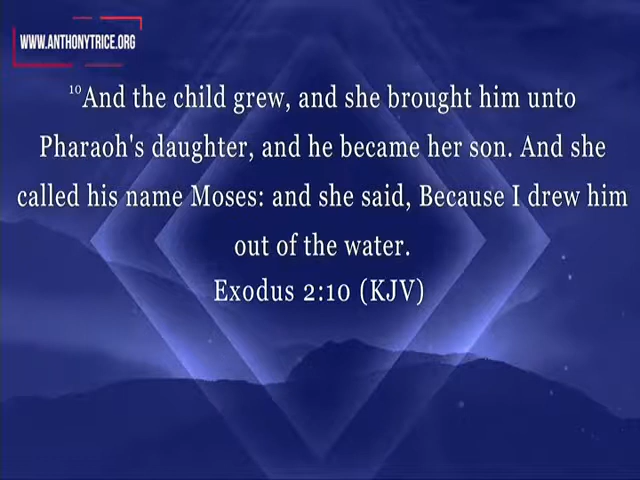 WWW.ANTHONYTRICE.ORG
10And the child grew, and she brought him unto
Pharaoh's daughter, and he became her son. And she
called his name Moses: and she said, Because I drew him
out of the water.
Exodus 2:10 (KJV)